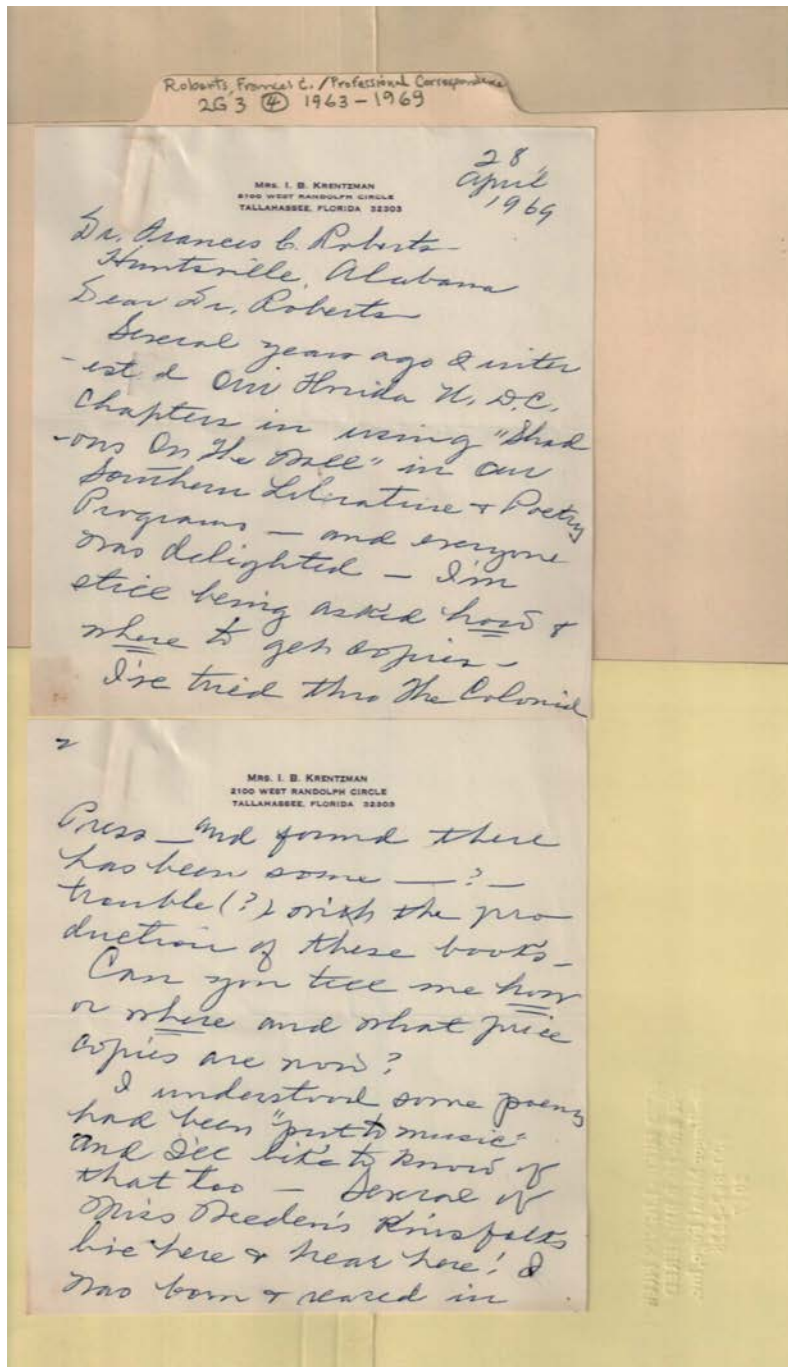 Roberts, Frances C. / Professional Correspondence
2G3 ④ 1963-1969
28
April
1969
MRS. I. B. KRENTZMAN
2100 WEST RANDOLPH CIRCLE
TALLAHASSEE, FLORIDA 32303
Dr. Frances C. Roberts
Huntsville, Alabama
Dear Dr. Roberts
Several years ago I inter
-est d our Florida U. D.C.
Chapters in using "Shad
-ows On The Wall" in our
Southern Literature & Poetry
Programs — and everyone
was delighted — I'm
still being asked how &
where to get copies -
I've tried thro The Colonial
2
MRS. I. B. KRENTZMAN
2100 WEST RANDOLPH CIRCLE
TALLAHASSEE, FLORIDA 32303
Press — and found there
has been some — ? —
trouble (?) with the pro
duction of these books —
Can you tell me how
or where and what price
copies are now?
I understood some poems
had been "put to music"
and I'll like to know of
that too — Several of
Miss Weeden's Kinsfolks
live here & near here! I
was born & reared in